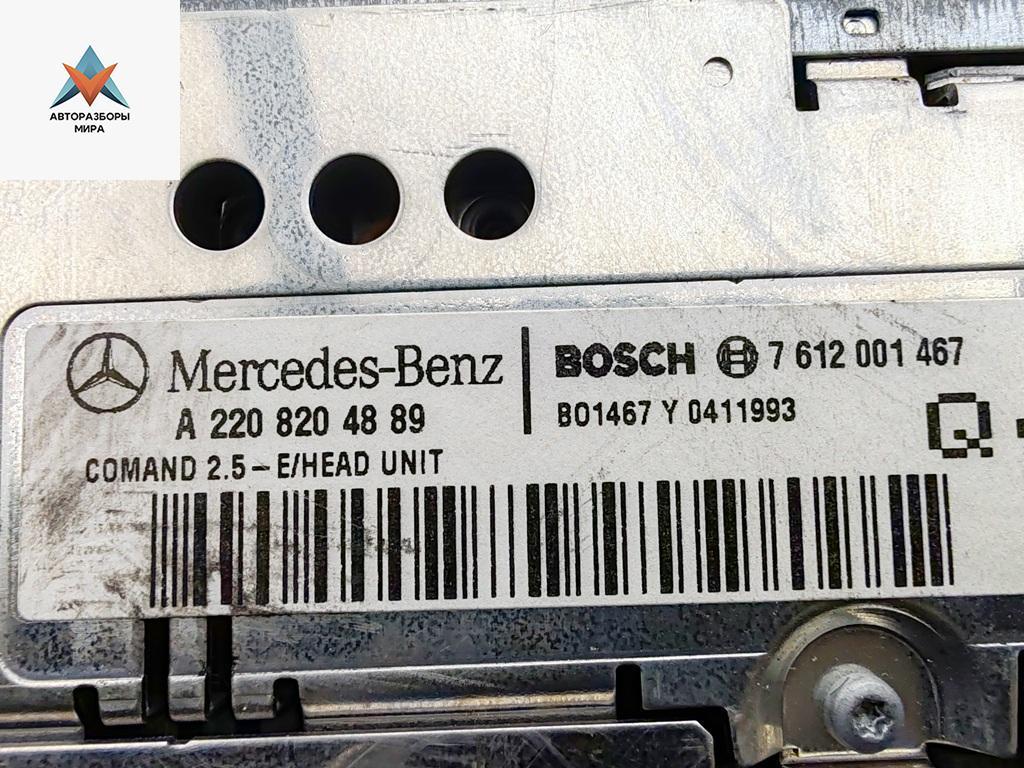 АВТОРАЗБОРЫ
МИРА
Mercedes-Benz
A 220 820 48 89
COMAND 2.5 – E/HEAD UNIT
BOSCH 7 612 001 467
BO1467 Y 0411993
Q